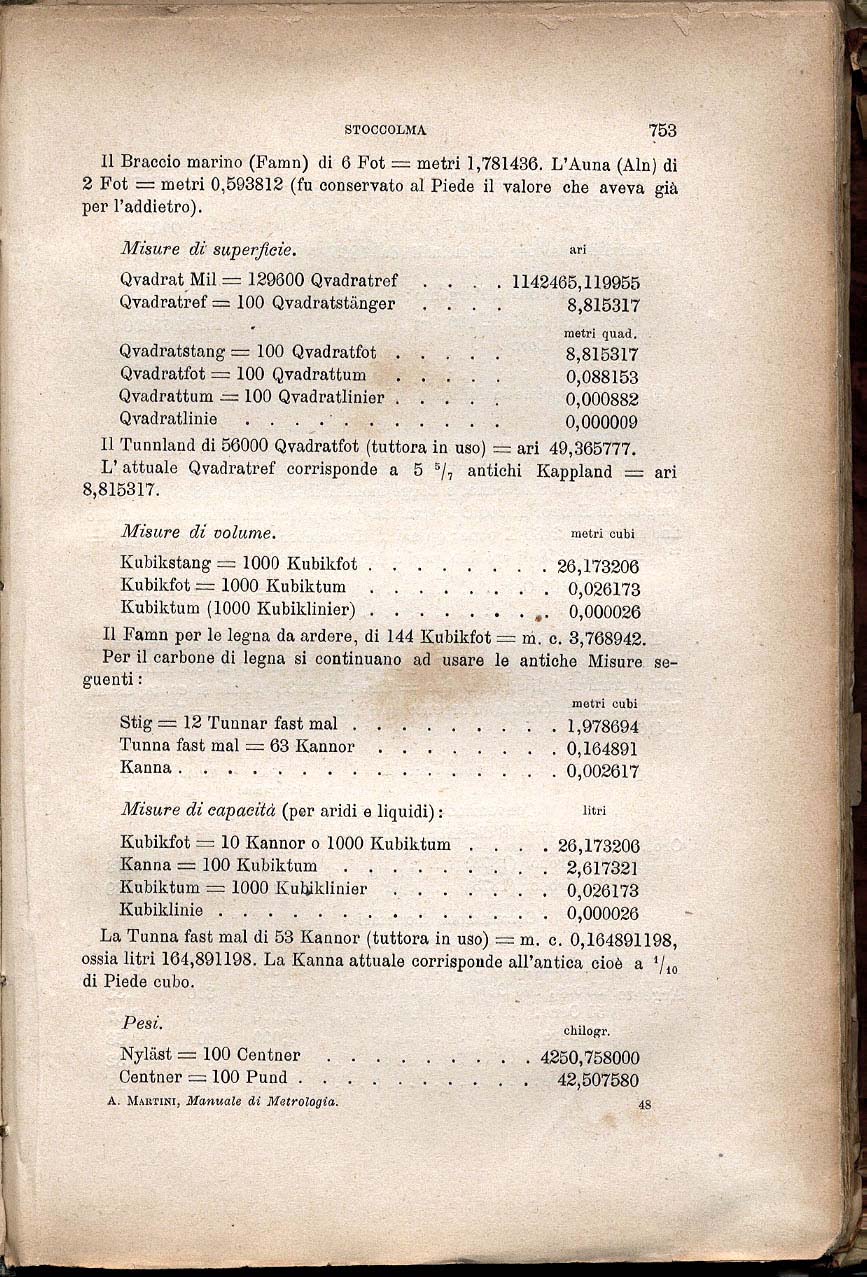 STOCCOLMA 753
Il Braccio marino (Famn) di 6 Fot = metri 1,781436. L'Auna (Aln) di
2 Fot = metri 0,593812 (fu conservato al Piede il valore che aveva già
per l'addietro).
Misure di superficie. ari
Qvadrat Mil = 129600 Qvadratref . . . . 1142465,119955
Qvadratref = 100 Qvadratstänger . . . . 8,815317
metri quad.
Qvadratstang = 100 Qvadratfot . . . . . 8,815317
Qvadratfot = 100 Qvadrattum . . . . . 0,088153
Qvadrattum = 100 Qvadratlinier . . . . . 0,000882
Qvadratlinie . . . . . . . . . . . 0,000009
Il Tunnland di 56000 Qvadratfot (tuttora in uso) = ari 49,365777.
L'attuale Qvadratref corrisponde a 5 5/7 antichi Kappland = ari
8,815317.
Misure di volume. metri cubi
Kubikstang = 1000 Kubikfot . . . . . . . . 26,173206
Kubikfot = 1000 Kubiktum . . . . . . . . 0,026173
Kubiktum (1000 Kubiklinier) . . . . . . . . 0,000026
Il Famn per le legna da ardere, di 144 Kubikfot = m. c. 3,768942.
Per il carbone di legna si continuano ad usare le antiche Misure se-
guenti:
metri cubi
Stig = 12 Tunnar fast mal . . . . . . . . . 1,978694
Tunna fast mal = 63 Kannor . . . . . . . . 0,164891
Kanna . . . . . . . . . . . . . . . . 0,002617
Misure di capacità (per aridi e liquidi): litri
Kubikfot = 10 Kannor o 1000 Kubiktum . . . . 26,173206
Kanna = 100 Kubiktum . . . . . . . . . 2,617321
Kubiktum = 1000 Kubiklinier . . . . . . . 0,026173
Kubiklinie . . . . . . . . . . . . . . 0,000026
La Tunna fast mal di 53 Kannor (tuttora in uso) = m. c. 0,164891198,
ossia litri 164,891198. La Kanna attuale corrisponde all'antica cioè a 1/10
di Piede cubo.
Pesi. chilogr.
Nyläst = 100 Centner . . . . . . . . . 4250,758000
Centner = 100 Pund . . . . . . . . . . 42,507580
A. MARTINI, Manuale di Metrologia. 48